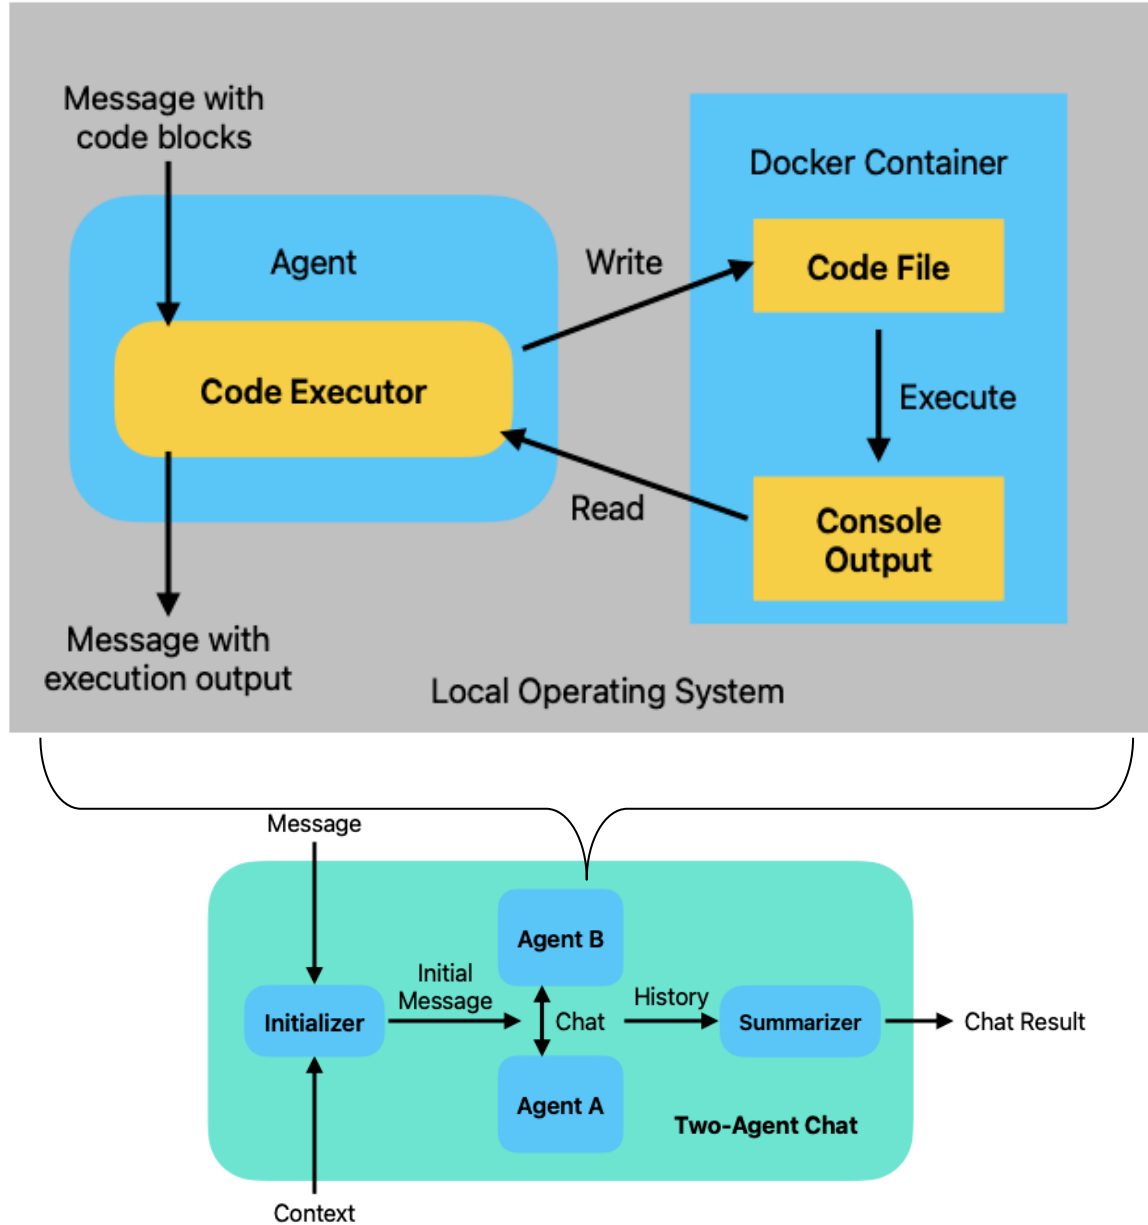 Message with
code blocks
Docker Container
Agent
Write
Code File
Code Executor
Execute
Read
Console
Output
Message with
execution output
Local Operating System
Message
Agent B
Initial
Message
History
Initializer
Chat
Summarizer
Chat Result
Agent A
Two-Agent Chat
Context